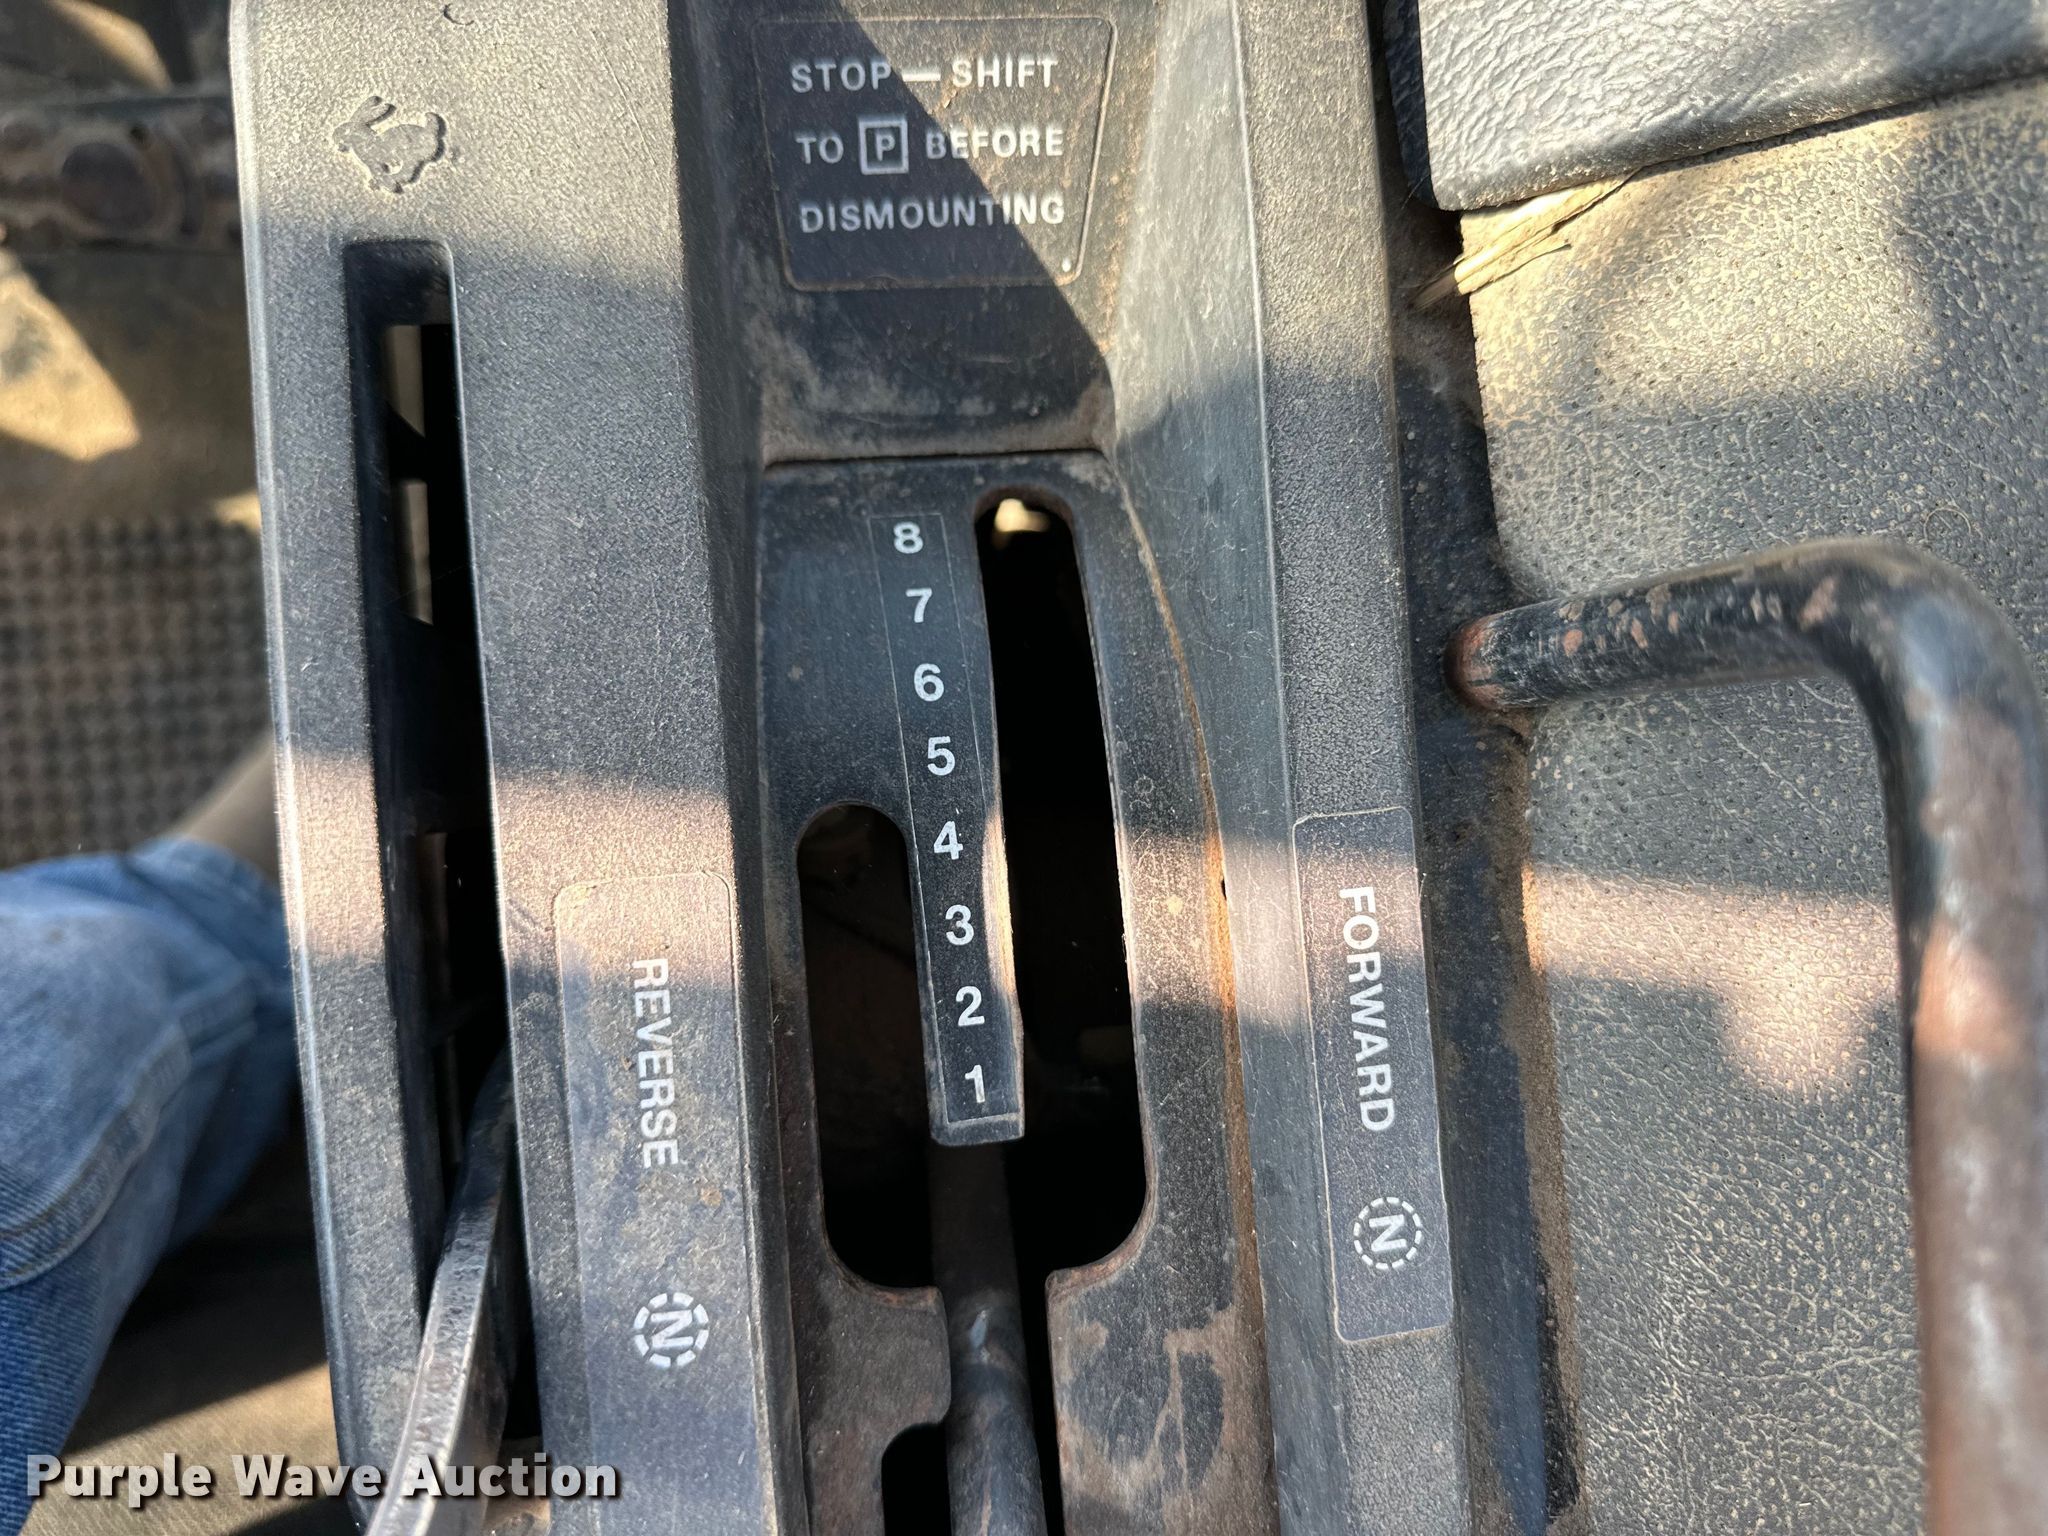 STOP — SHIFT
TO P BEFORE
DISMOUNTING
8
7
6
5
4
3
2
1
REVERSE N
FORWARD N
Purple Wave Auction